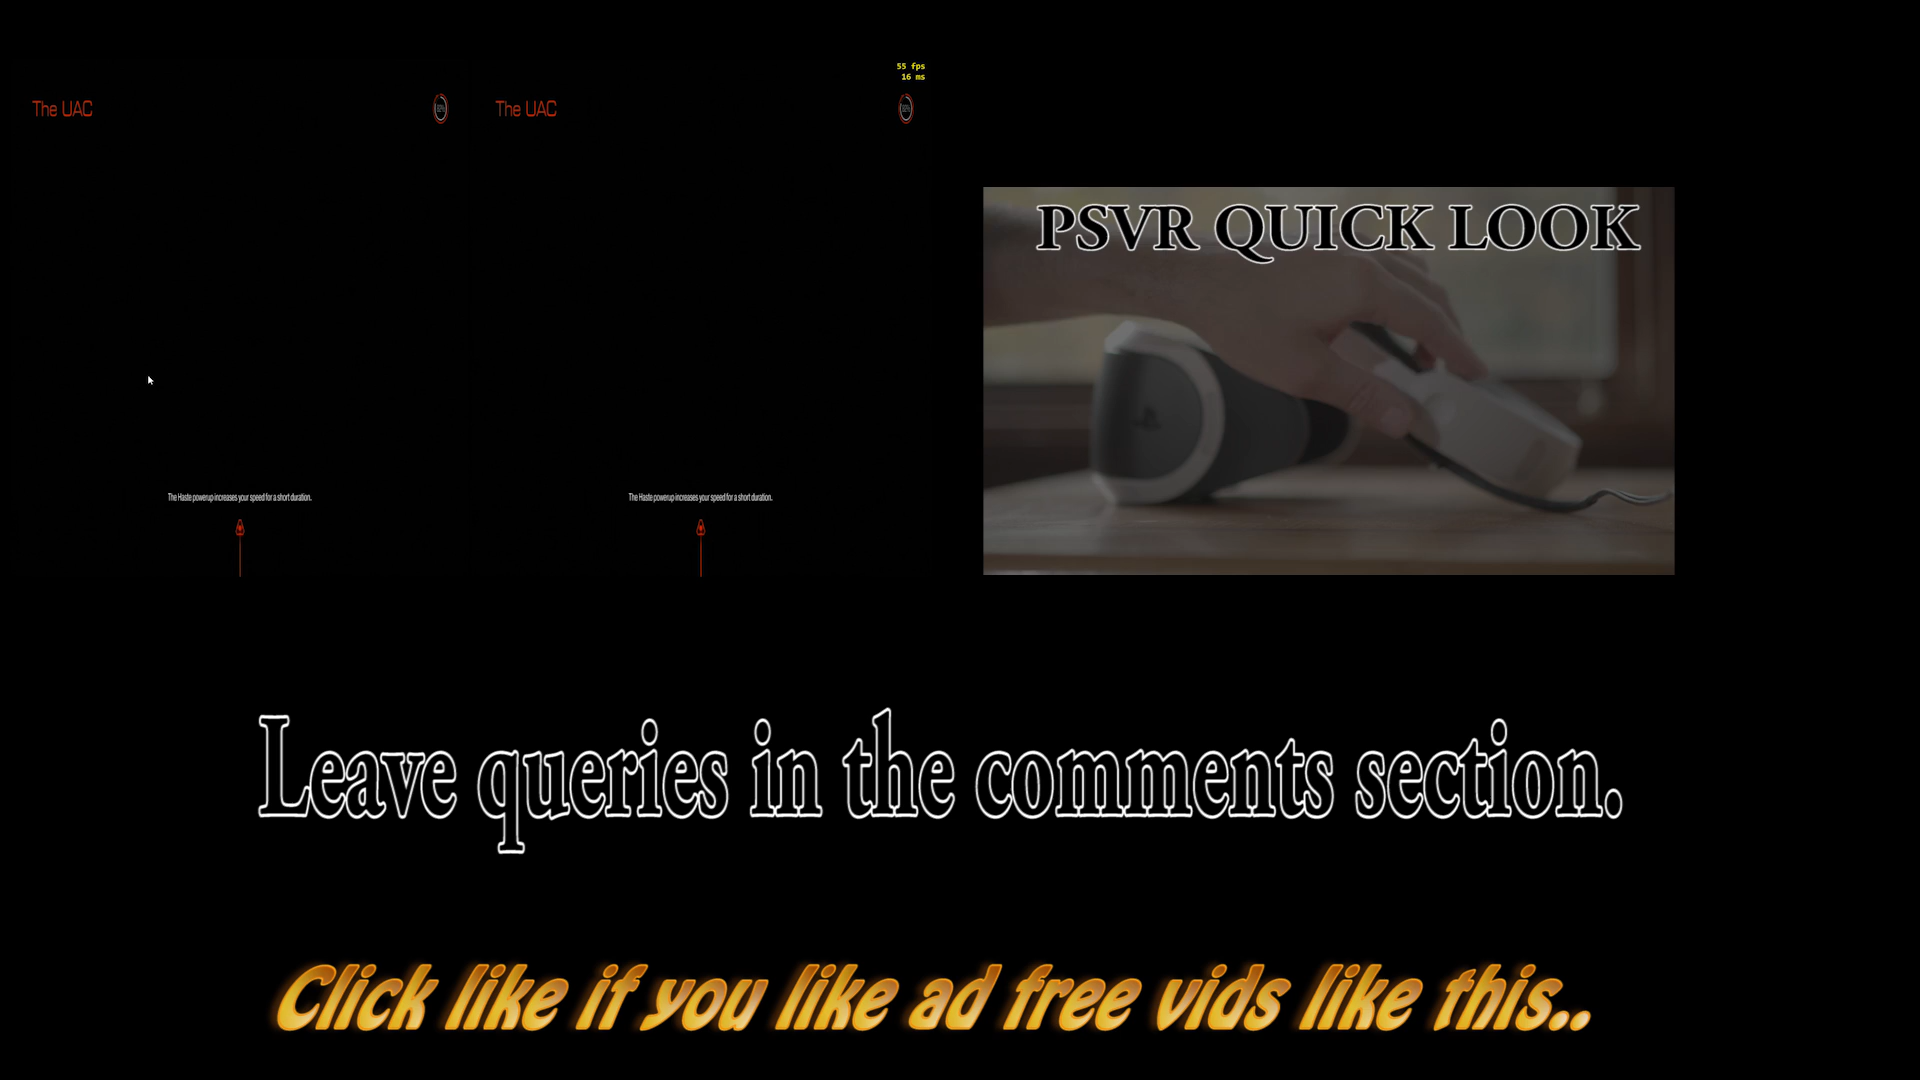 55 fps
16 ms
The UAC
The UAC
The Haste powerup increases your speed for a short duration.
The Haste powerup increases your speed for a short duration.
PSVR QUICK LOOK
Leave queries in the comments section.
Click like if you like ad free vids like this..